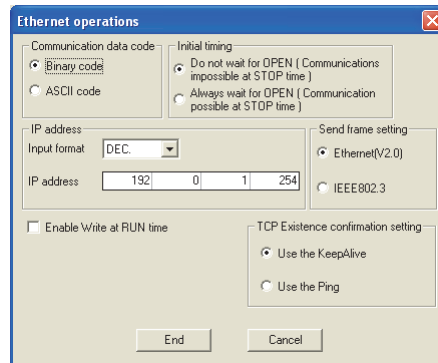 Ethernet operations
Communication data code
Binary code
ASCII code
Initial timing
Do not wait for OPEN ( Communications
impossible at STOP time )
Always wait for OPEN ( Communication
possible at STOP time )
IP address
Input format
DEC.
IP address
192 0 1 254
Send frame setting
Ethernet(V2.0)
IEEE802.3
Enable Write at RUN time
TCP Existence confirmation setting
Use the KeepAlive
Use the Ping
End
Cancel